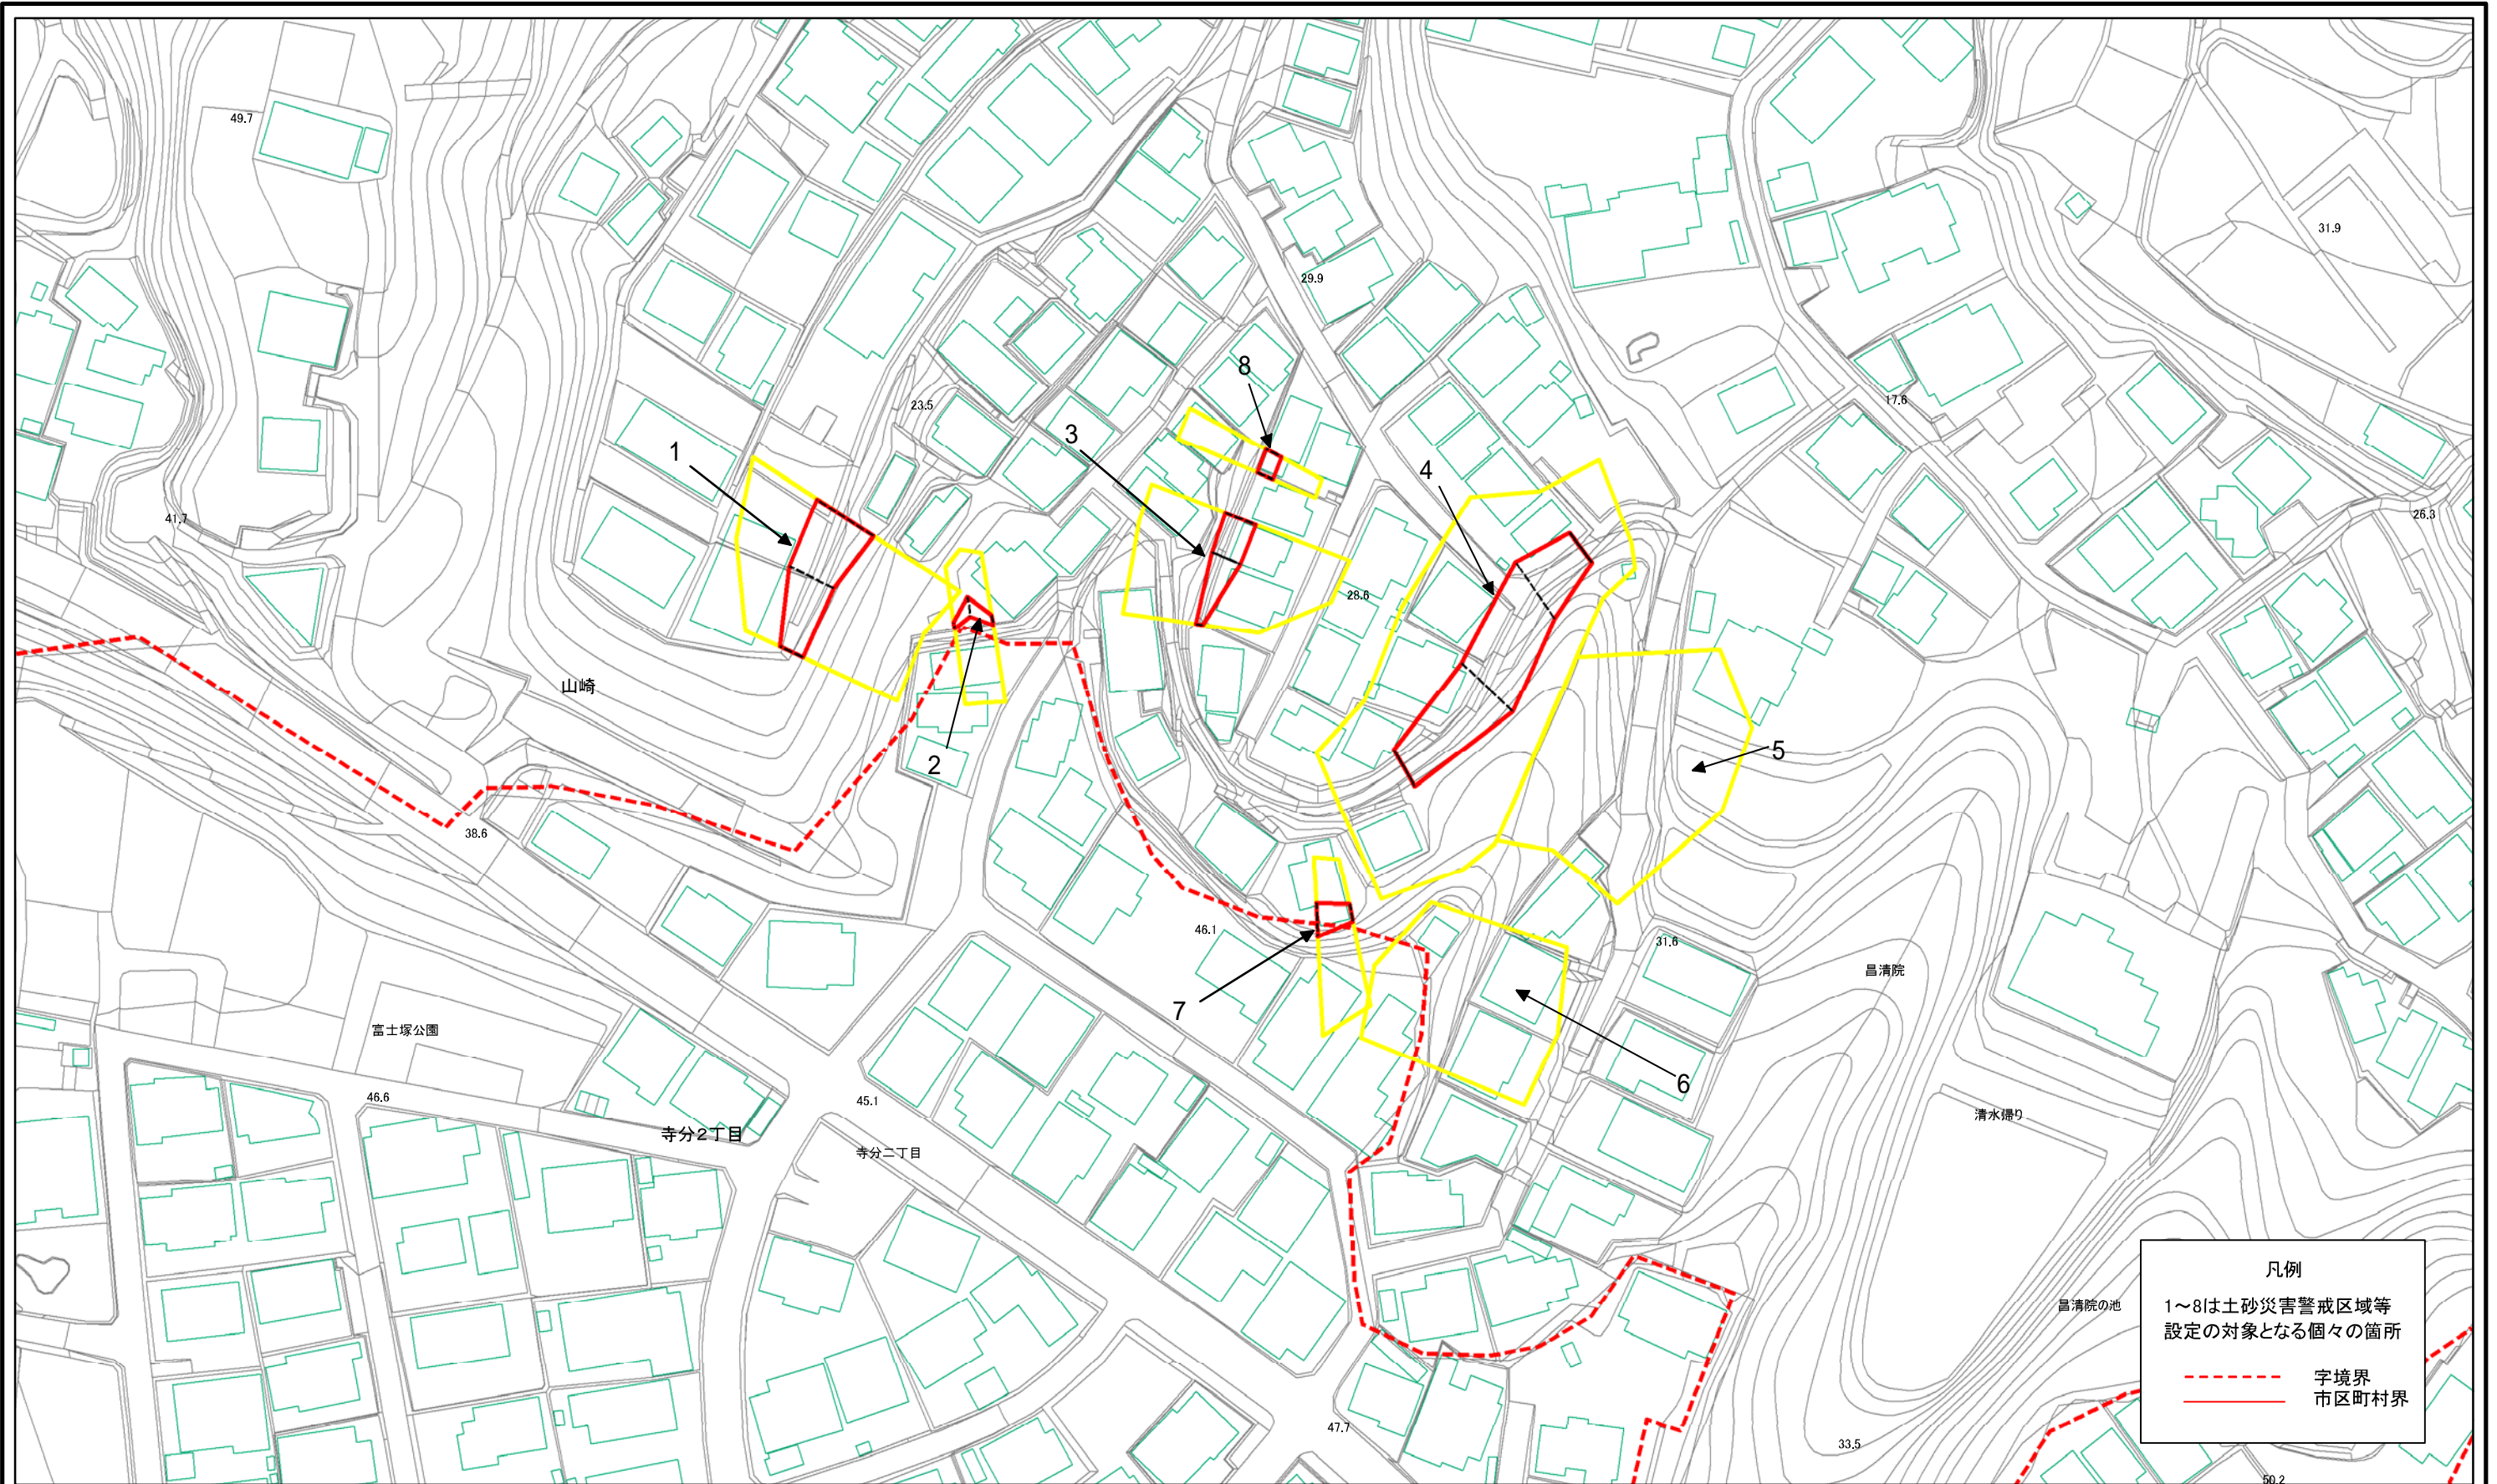 49.7
31.9
29.9
8
23.5
17.6
3
1
4
41.7
26.3
28.6
山崎
5
2
38.6
46.1
31.6
昌清院
7
富士塚公園
6
46.6
45.1
清水帰り
寺分2丁目
寺分二丁目
凡例
1～8は土砂災害警戒区域等
設定の対象となる個々の箇所
字境界
市区町村界
昌清院の池
47.7
33.5
50.2